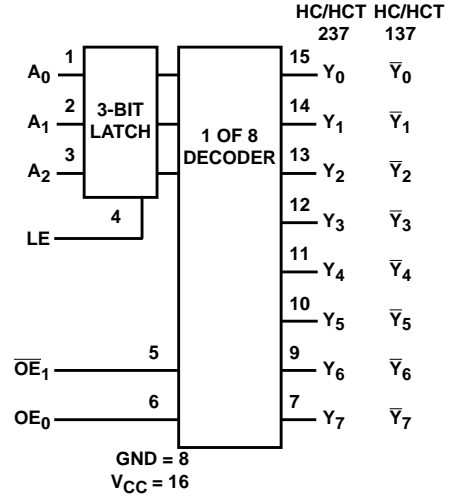 HC/HCT HC/HCT
237 137
1 15
A0 Y0 Y̅0
2 3-BIT 14
A1 LATCH 1 OF 8 Y1 Y̅1
3 DECODER 13
A2 Y2 Y̅2
4 12
LE Y3 Y̅3
11
Y4 Y̅4
10
Y5 Y̅5
5 9
O̅E̅1 Y6 Y̅6
6 7
OE0 Y7 Y̅7
GND = 8
VCC = 16